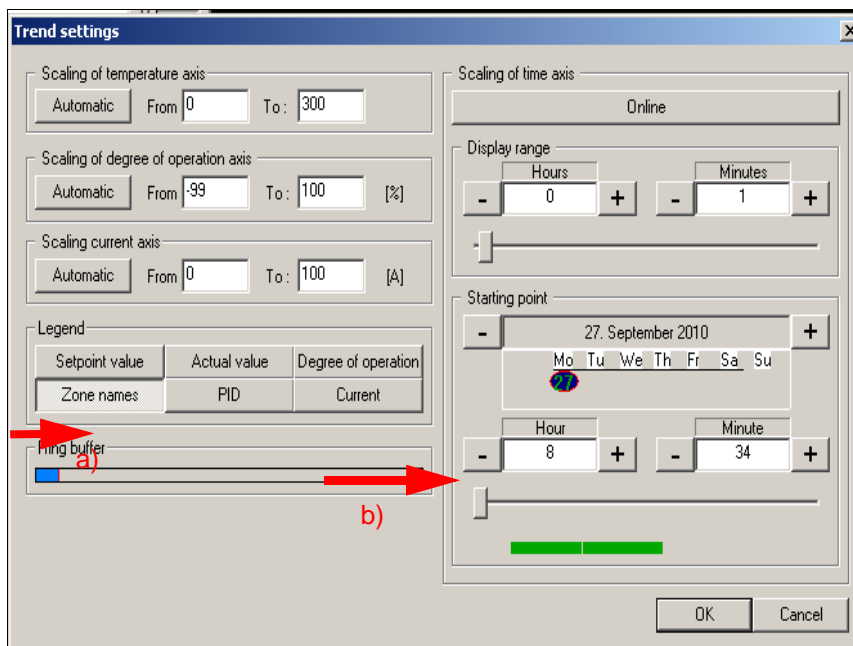 Trend settings
Scaling of temperature axis
Automatic From 0 To : 300
Scaling of degree of operation axis
Automatic From -99 To : 100 [%]
Scaling current axis
Automatic From 0 To : 100 [A]
Legend
Setpoint value Actual value Degree of operation
Zone names PID Current
Ring buffer
a)
b)
Scaling of time axis
Online
Display range
Hours Minutes
- 0 + - 1 +
Starting point
- 27. September 2010 +
Mo Tu We Th Fr Sa Su
27
Hour Minute
- 8 + - 34 +
OK Cancel